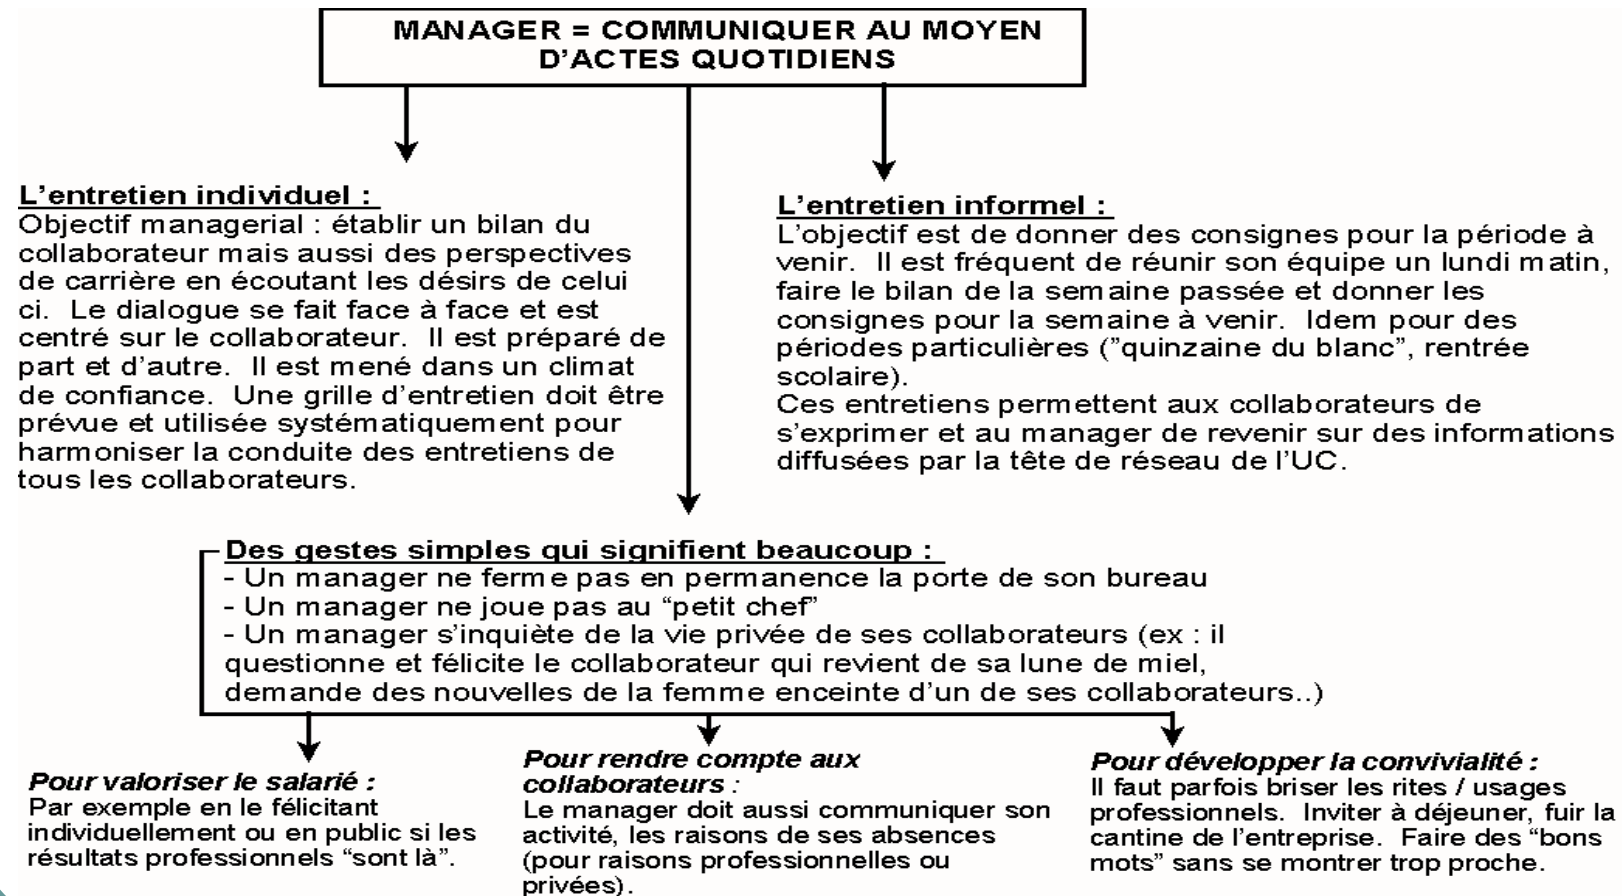 MANAGER = COMMUNIQUER AU MOYEN
D'ACTES QUOTIDIENS
L'entretien individuel :
Objectif managerial : établir un bilan du
collaborateur mais aussi des perspectives
de carrière en écoutant les désirs de celui
ci.  Le dialogue se fait face à face et est
centré sur le collaborateur.  Il est préparé de
part et d'autre.  Il est mené dans un climat
de confiance.  Une grille d'entretien doit être
prévue et utilisée systématiquement pour
harmoniser la conduite des entretiens de
tous les collaborateurs.
L'entretien informel :
L'objectif est de donner des consignes pour la période à
venir.  Il est fréquent de réunir son équipe un lundi matin,
faire le bilan de la semaine passée et donner les
consignes pour la semaine à venir.  Idem pour des
périodes particulières ("quinzaine du blanc", rentrée
scolaire).
Ces entretiens permettent aux collaborateurs de
s'exprimer et au manager de revenir sur des informations
diffusées par la tête de réseau de l'UC.
Des gestes simples qui signifient beaucoup :
- Un manager ne ferme pas en permanence la porte de son bureau
- Un manager ne joue pas au "petit chef"
- Un manager s'inquiète de la vie privée de ses collaborateurs (ex : il
questionne et félicite le collaborateur qui revient de sa lune de miel,
demande des nouvelles de la femme enceinte d'un de ses collaborateurs..)
Pour valoriser le salarié :
Par exemple en le félicitant
individuellement ou en public si les
résultats professionnels "sont là".
Pour rendre compte aux
collaborateurs :
Le manager doit aussi communiquer son
activité, les raisons de ses absences
(pour raisons professionnelles ou
privées).
Pour développer la convivialité :
Il faut parfois briser les rites / usages
professionnels.  Inviter à déjeuner, fuir la
cantine de l'entreprise.  Faire des "bons
mots" sans se montrer trop proche.